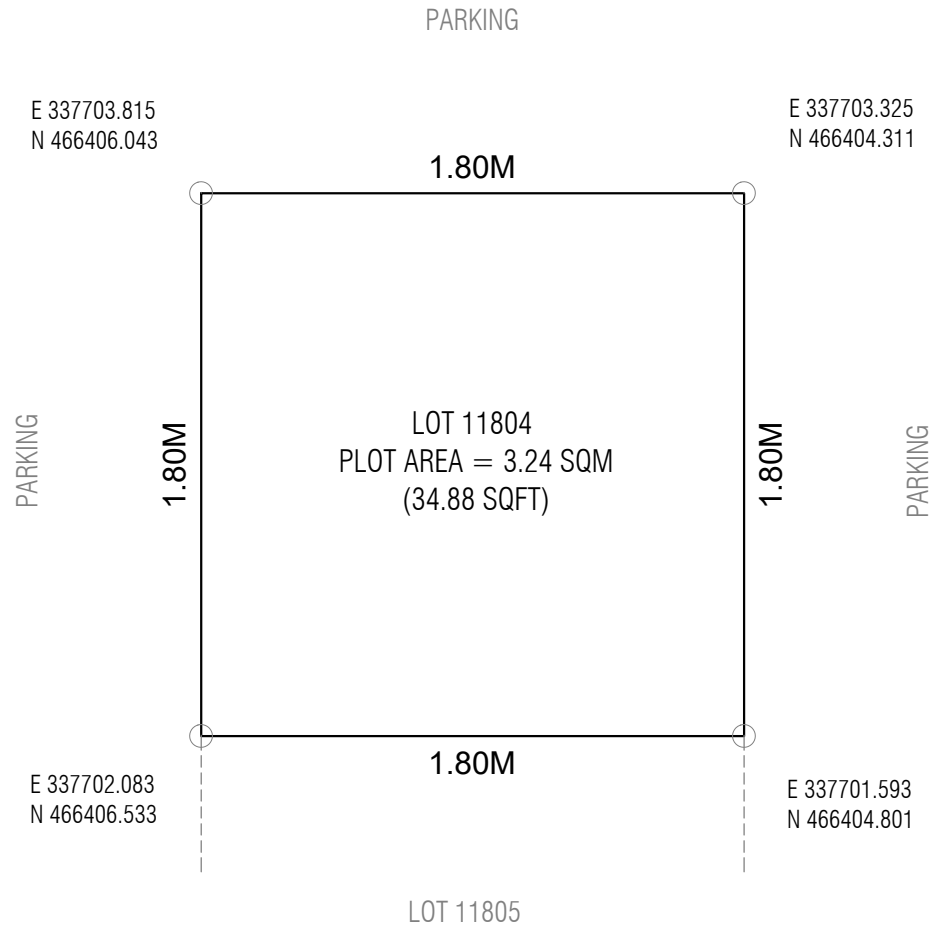 PARKING
E 337703.815
N 466406.043
E 337703.325
N 466404.311
1.80M
PARKING
1.80M
LOT 11804
PLOT AREA = 3.24 SQM
(34.88 SQFT)
1.80M
PARKING
1.80M
E 337702.083
N 466406.533
E 337701.593
N 466404.801
LOT 11805